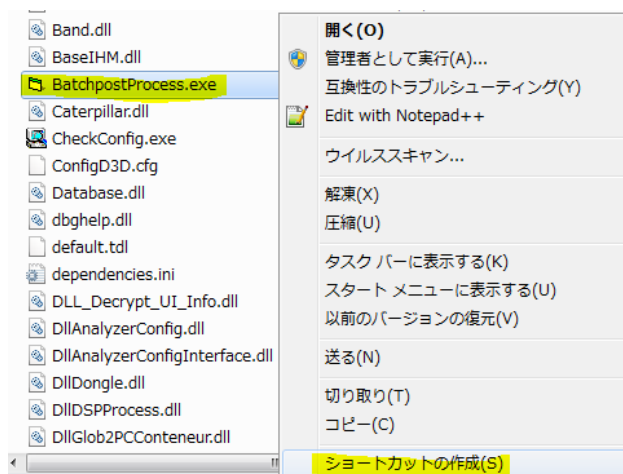 Band.dll
BaseIHM.dll
BatchpostProcess.exe
Caterpillar.dll
CheckConfig.exe
ConfigD3D.cfg
Database.dll
dbghelp.dll
default.tdl
dependencies.ini
DLL_Decrypt_UI_Info.dll
DllAnalyzerConfig.dll
DllAnalyzerConfigInterface.dll
DllDongle.dll
DllDSPProcess.dll
DllGlob2PCConteneur.dll
開く(O)
管理者として実行(A)...
互換性のトラブルシューティング(Y)
Edit with Notepad++
ウイルススキャン...
解凍(X)
圧縮(U)
タスク バーに表示する(K)
スタート メニューに表示する(U)
以前のバージョンの復元(V)
送る(N)
切り取り(T)
コピー(C)
ショートカットの作成(S)